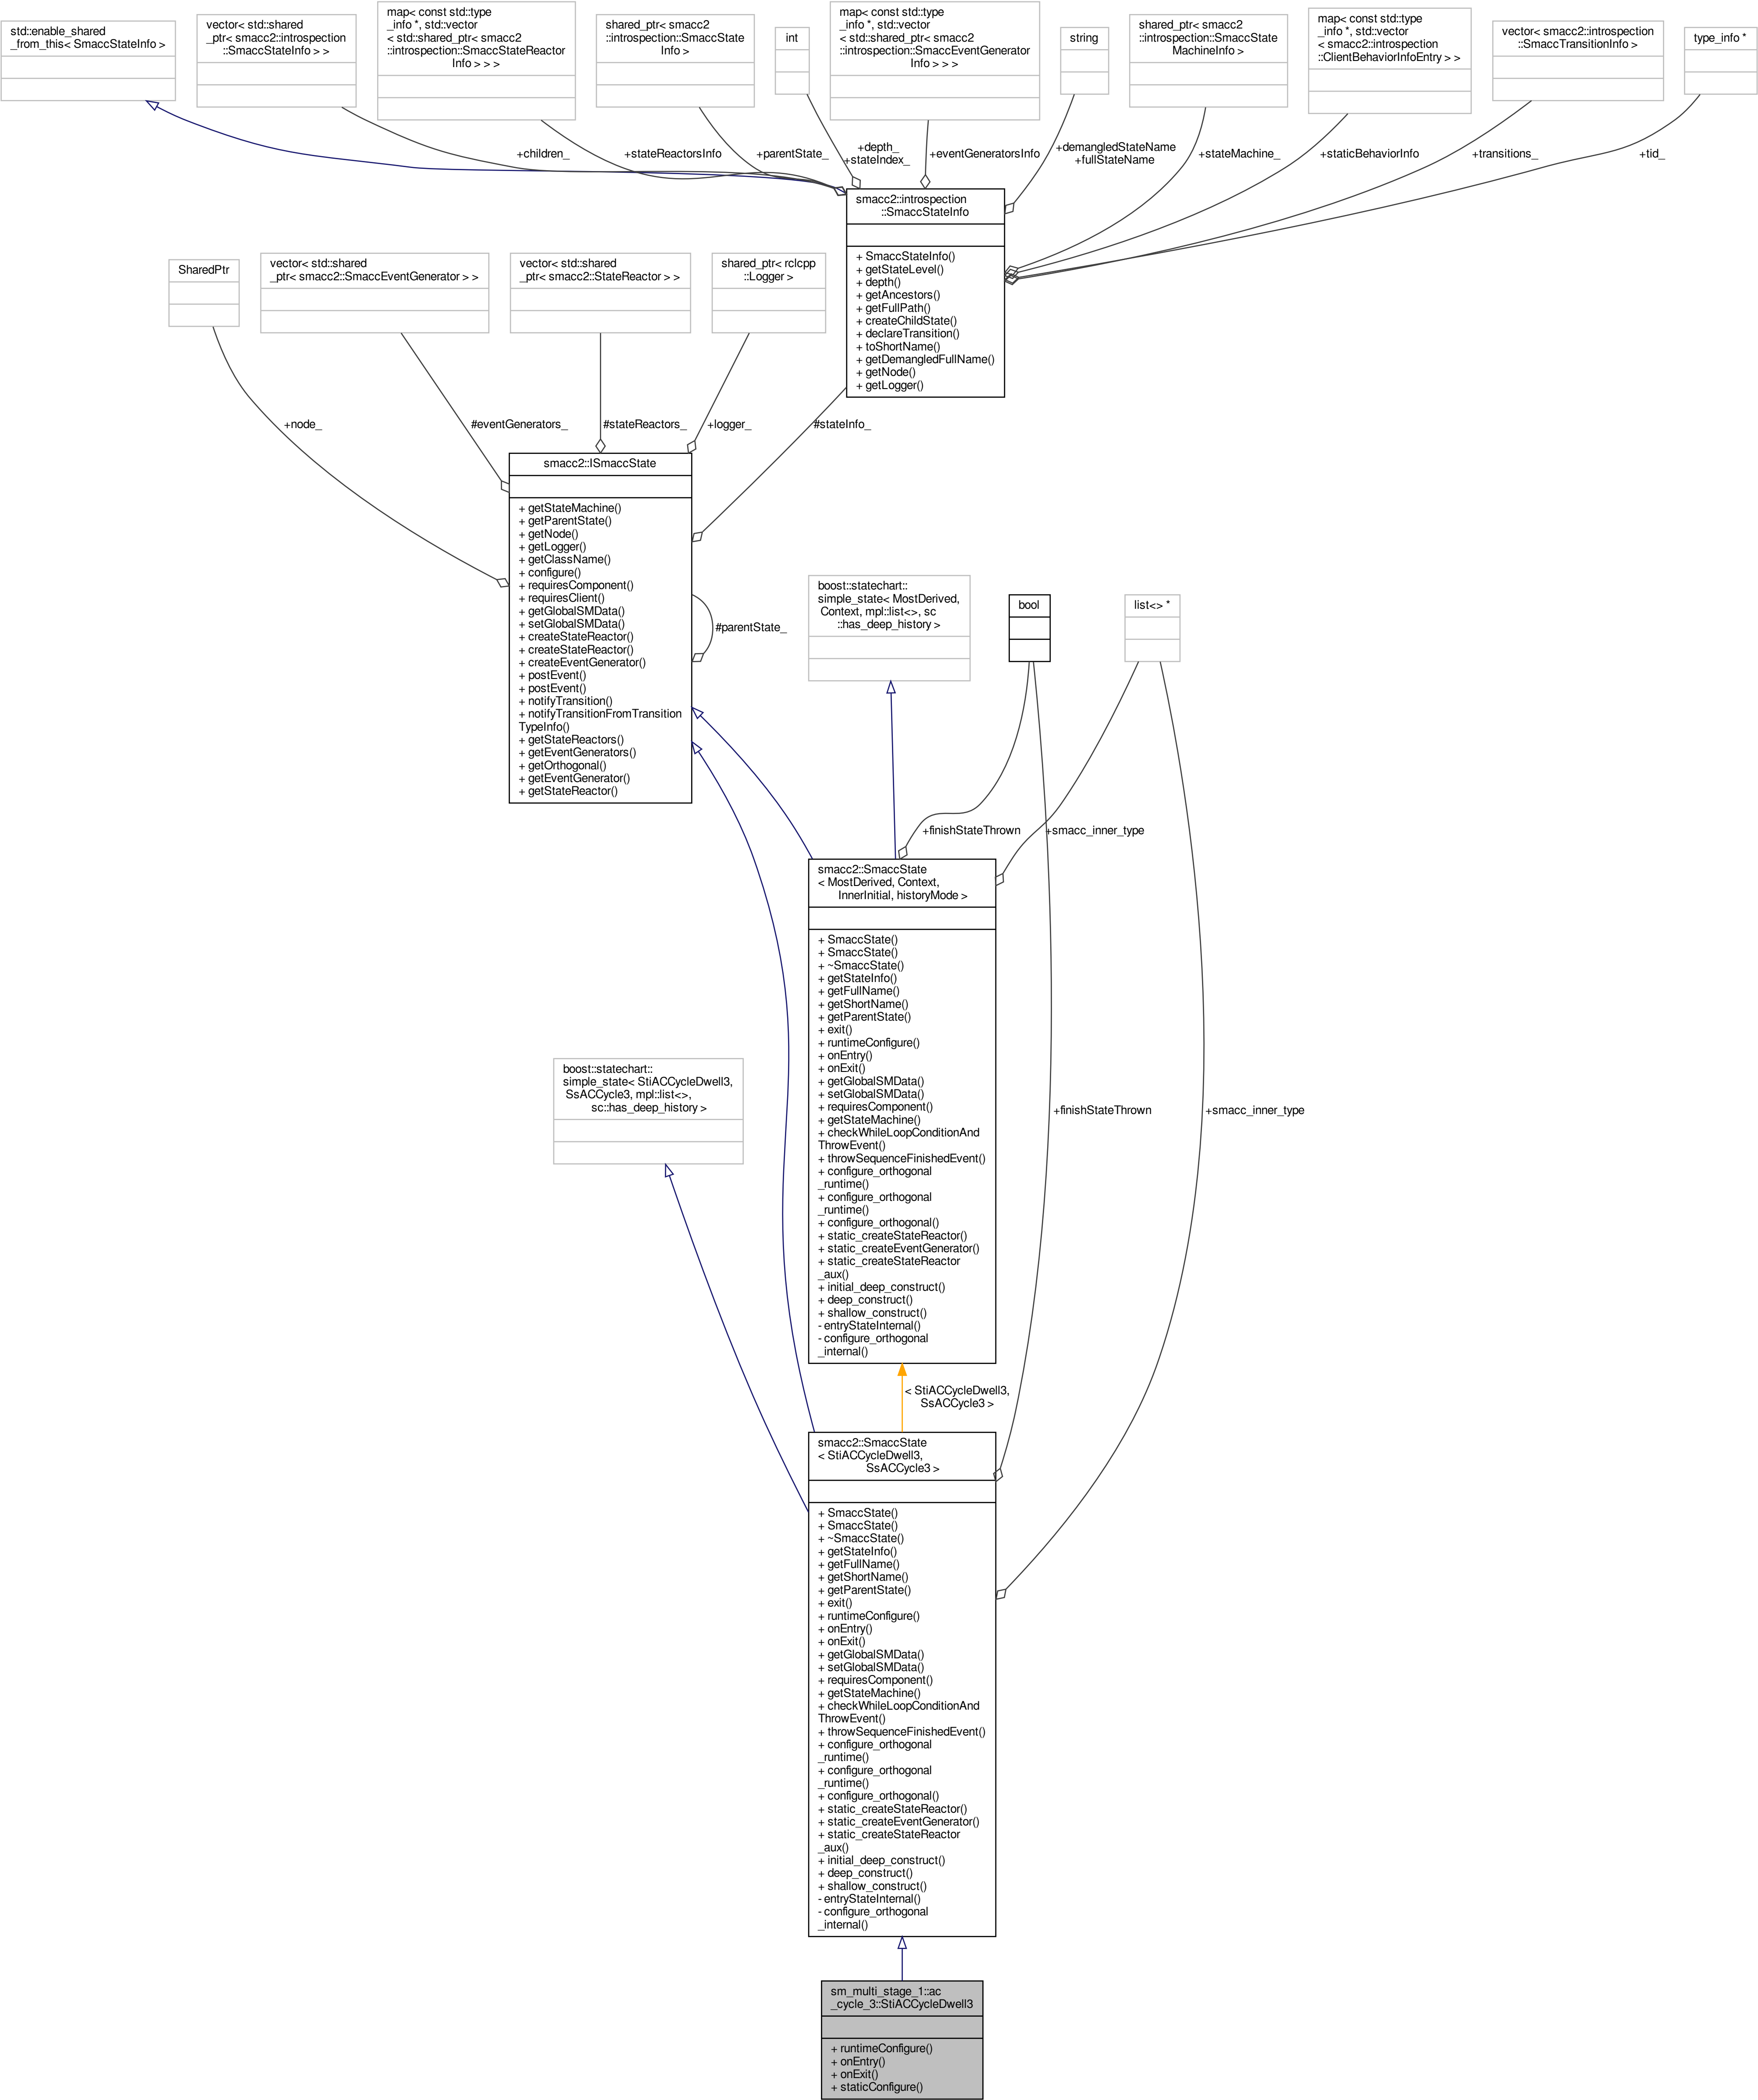 std::enable_shared
_from_this< SmaccStateInfo >
vector< std::shared
_ptr< smacc2::introspection
::SmaccStateInfo > >
map< const std::type
_info *, std::vector
< std::shared_ptr< smacc2
::introspection::SmaccStateReactor
Info > > >
shared_ptr< smacc2
::introspection::SmaccState
Info >
int
map< const std::type
_info *, std::vector
< std::shared_ptr< smacc2
::introspection::SmaccEventGenerator
Info > > >
string
shared_ptr< smacc2
::introspection::SmaccState
MachineInfo >
map< const std::type
_info *, std::vector
< smacc2::introspection
::ClientBehaviorInfoEntry > >
vector< smacc2::introspection
::SmaccTransitionInfo >
type_info *
+children_
+stateReactorsInfo
+parentState_
+depth_
+stateIndex_
+eventGeneratorsInfo
+demangledStateName
+fullStateName
+stateMachine_
+staticBehaviorInfo
+transitions_
+tid_
smacc2::introspection
::SmaccStateInfo
+ SmaccStateInfo()
+ getStateLevel()
+ depth()
+ getAncestors()
+ getFullPath()
+ createChildState()
+ declareTransition()
+ toShortName()
+ getDemangledFullName()
+ getNode()
+ getLogger()
SharedPtr
vector< std::shared
_ptr< smacc2::SmaccEventGenerator > >
vector< std::shared
_ptr< smacc2::StateReactor > >
shared_ptr< rclcpp
::Logger >
+node_
#eventGenerators_
#stateReactors_
+logger_
#stateInfo_
smacc2::ISmaccState
+ getStateMachine()
+ getParentState()
+ getNode()
+ getLogger()
+ getClassName()
+ configure()
+ requiresComponent()
+ requiresClient()
+ getGlobalSMData()
+ setGlobalSMData()
+ createStateReactor()
+ createStateReactor()
+ createEventGenerator()
+ postEvent()
+ postEvent()
+ notifyTransition()
+ notifyTransitionFromTransition
TypeInfo()
+ getStateReactors()
+ getEventGenerators()
+ getOrthogonal()
+ getEventGenerator()
+ getStateReactor()
#parentState_
boost::statechart::
simple_state< MostDerived,
Context, mpl::list<>, sc
::has_deep_history >
bool
list<> *
+finishStateThrown
+smacc_inner_type
smacc2::SmaccState
< MostDerived, Context,
InnerInitial, historyMode >
+ SmaccState()
+ SmaccState()
+ ~SmaccState()
+ getStateInfo()
+ getFullName()
+ getShortName()
+ getParentState()
+ exit()
+ runtimeConfigure()
+ onEntry()
+ onExit()
+ getGlobalSMData()
+ setGlobalSMData()
+ requiresComponent()
+ getStateMachine()
+ checkWhileLoopConditionAnd
ThrowEvent()
+ throwSequenceFinishedEvent()
+ configure_orthogonal
_runtime()
+ configure_orthogonal
_runtime()
+ configure_orthogonal()
+ static_createStateReactor()
+ static_createEventGenerator()
+ static_createStateReactor
_aux()
+ initial_deep_construct()
+ deep_construct()
+ shallow_construct()
- entryStateInternal()
- configure_orthogonal
_internal()
boost::statechart::
simple_state< StiACCycleDwell3,
SsACCycle3, mpl::list<>,
sc::has_deep_history >
+finishStateThrown
+smacc_inner_type
< StiACCycleDwell3,
SsACCycle3 >
smacc2::SmaccState
< StiACCycleDwell3,
SsACCycle3 >
+ SmaccState()
+ SmaccState()
+ ~SmaccState()
+ getStateInfo()
+ getFullName()
+ getShortName()
+ getParentState()
+ exit()
+ runtimeConfigure()
+ onEntry()
+ onExit()
+ getGlobalSMData()
+ setGlobalSMData()
+ requiresComponent()
+ getStateMachine()
+ checkWhileLoopConditionAnd
ThrowEvent()
+ throwSequenceFinishedEvent()
+ configure_orthogonal
_runtime()
+ configure_orthogonal
_runtime()
+ configure_orthogonal()
+ static_createStateReactor()
+ static_createEventGenerator()
+ static_createStateReactor
_aux()
+ initial_deep_construct()
+ deep_construct()
+ shallow_construct()
- entryStateInternal()
- configure_orthogonal
_internal()
sm_multi_stage_1::ac
_cycle_3::StiACCycleDwell3
+ runtimeConfigure()
+ onEntry()
+ onExit()
+ staticConfigure()